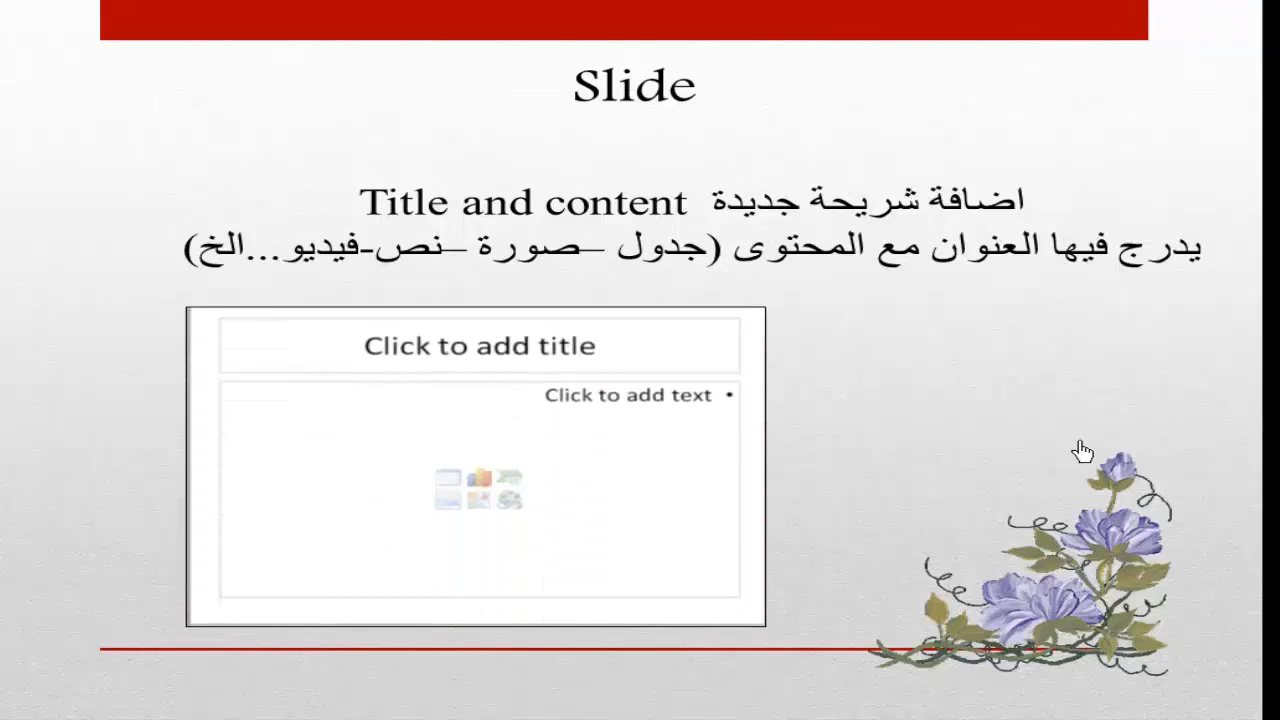 Slide
اضافة شريحة جديدة Title and content
يدرج فيها العنوان مع المحتوى (جدول –صورة –نص-فيديو...الخ)
Click to add title
Click to add text •